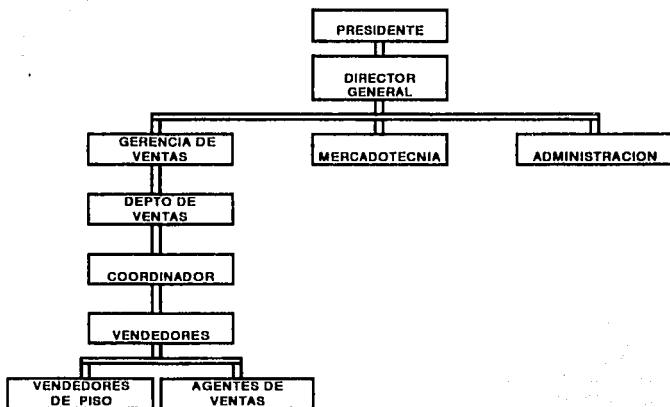 PRESIDENTE
DIRECTOR
GENERAL
GERENCIA DE
VENTAS
MERCADOTECNIA
ADMINISTRACION
DEPTO DE
VENTAS
COORDINADOR
VENDEDORES
VENDEDORES
DE PISO
AGENTES DE
VENTAS